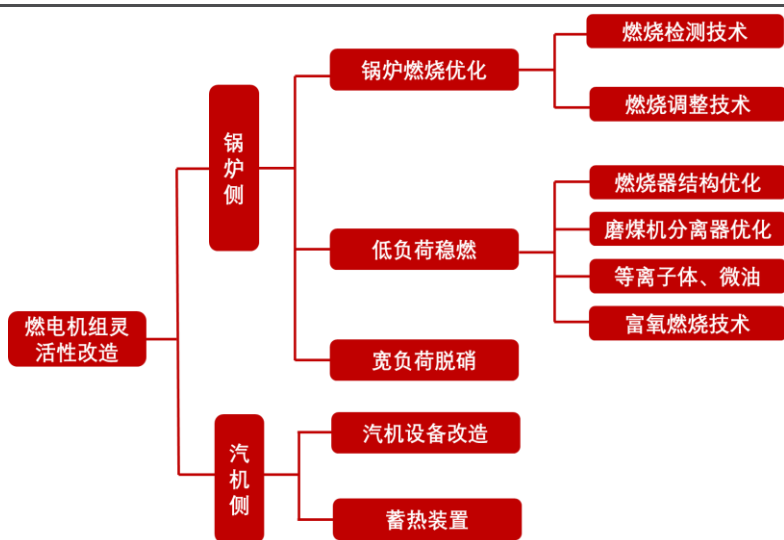 燃电机组灵
活性改造
锅
炉
侧
锅炉燃烧优化
燃烧检测技术
燃烧调整技术
低负荷稳燃
燃烧器结构优化
磨煤机分离器优化
等离子体、微油
富氧燃烧技术
宽负荷脱硝
汽
机
侧
汽机设备改造
蓄热装置